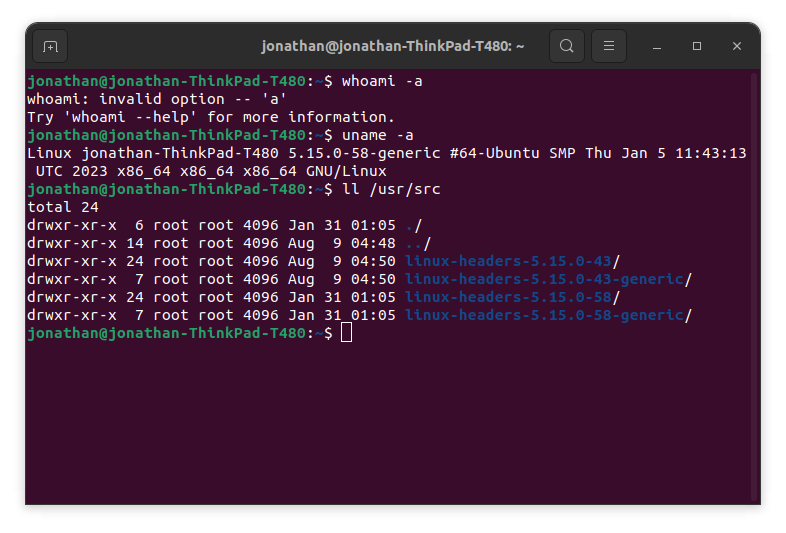 jonathan@jonathan-ThinkPad-T480: ~
jonathan@jonathan-ThinkPad-T480:~$ whoami -a
whoami: invalid option -- 'a'
Try 'whoami --help' for more information.
jonathan@jonathan-ThinkPad-T480:~$ uname -a
Linux jonathan-ThinkPad-T480 5.15.0-58-generic #64-Ubuntu SMP Thu Jan 5 11:43:13
 UTC 2023 x86_64 x86_64 x86_64 GNU/Linux
jonathan@jonathan-ThinkPad-T480:~$ ll /usr/src
total 24
drwxr-xr-x  6 root root 4096 Jan 31 01:05 ./
drwxr-xr-x 14 root root 4096 Aug  9 04:48 ../
drwxr-xr-x 24 root root 4096 Aug  9 04:50 linux-headers-5.15.0-43/
drwxr-xr-x  7 root root 4096 Aug  9 04:50 linux-headers-5.15.0-43-generic/
drwxr-xr-x 24 root root 4096 Jan 31 01:05 linux-headers-5.15.0-58/
drwxr-xr-x  7 root root 4096 Jan 31 01:05 linux-headers-5.15.0-58-generic/
jonathan@jonathan-ThinkPad-T480:~$